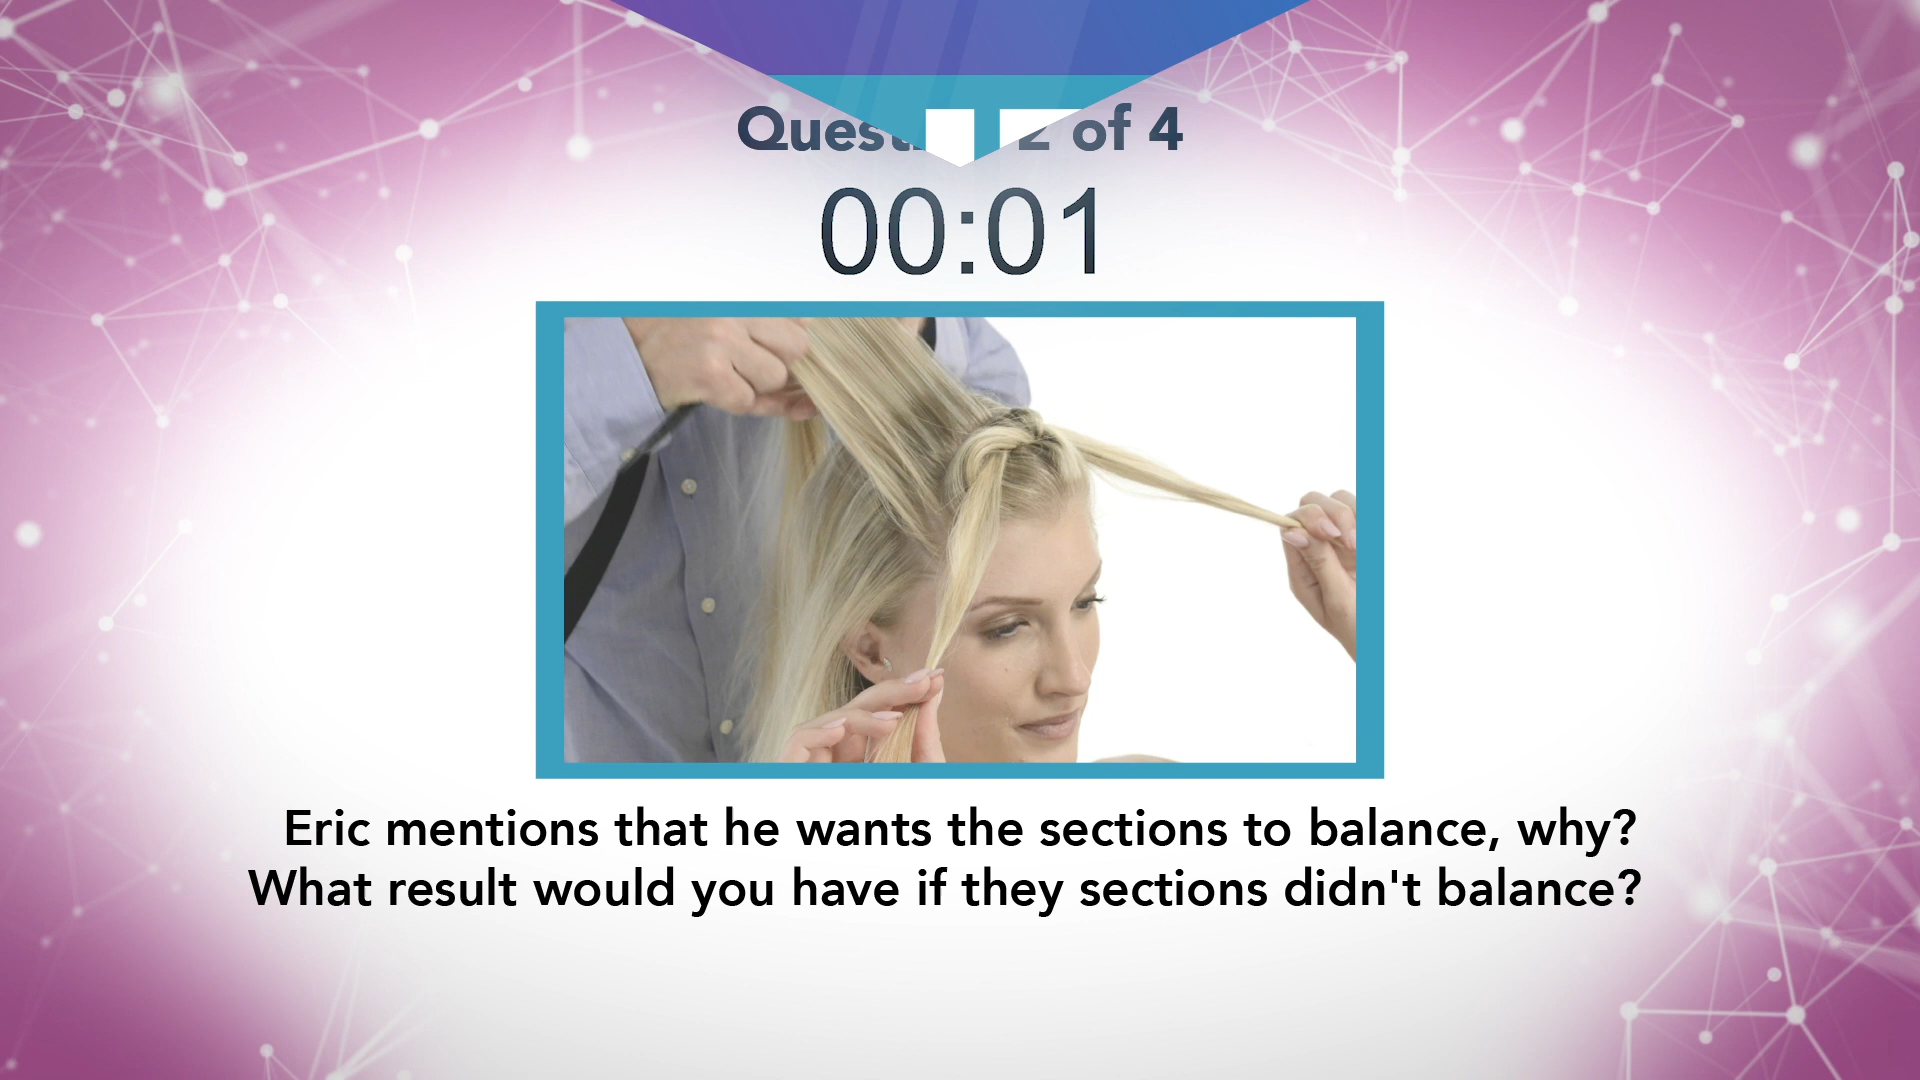 of 4
00:01
Eric mentions that he wants the sections to balance, why?
What result would you have if they sections didn't balance?